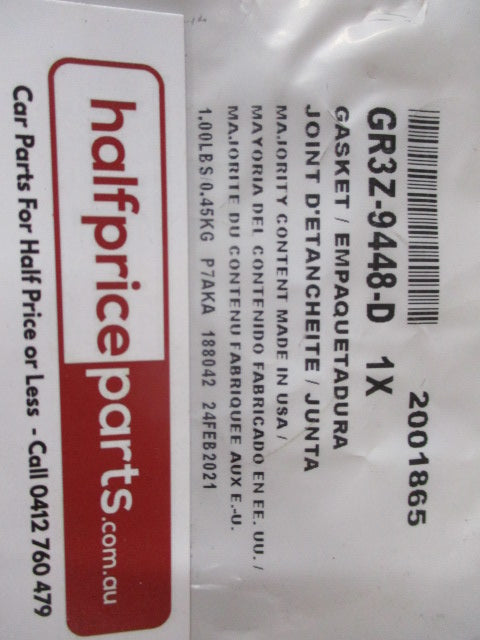 2001865
GR3Z-9448-D 1X
GASKET / EMPAQUETADURA
JOINT D'ETANCHEITE / JUNTA
MAJORITY CONTENT MADE IN USA /
MAYORIA DEL CONTENIDO FABRICADO EN EE. UU. /
MAJORITE DU CONTENU FABRIQUEE AUX E.-U.
1.00LBS/0.45KG P7AKA 188042 24FEB2021
halfpriceparts.com.au
Car Parts For Half Price or Less - Call 0412 760 479